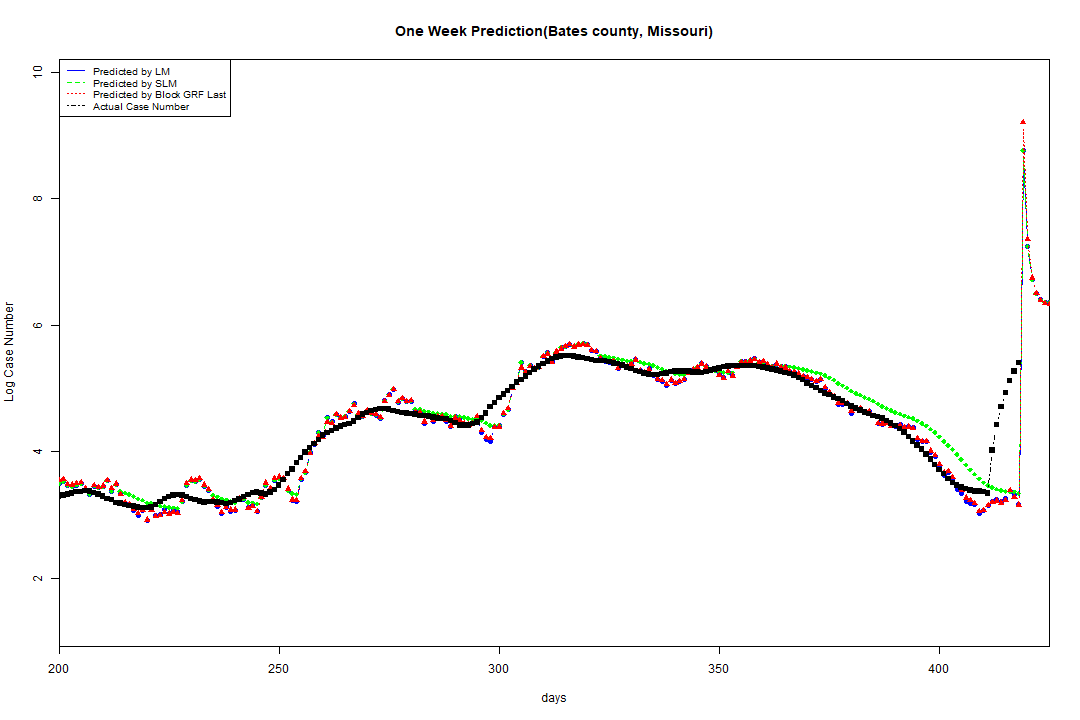 One Week Prediction(Bates county, Missouri)
Predicted by LM
Predicted by SLM
Predicted by Block GRF Last
Actual Case Number
Log Case Number
10
8
6
4
2
200 250 300 350 400
days